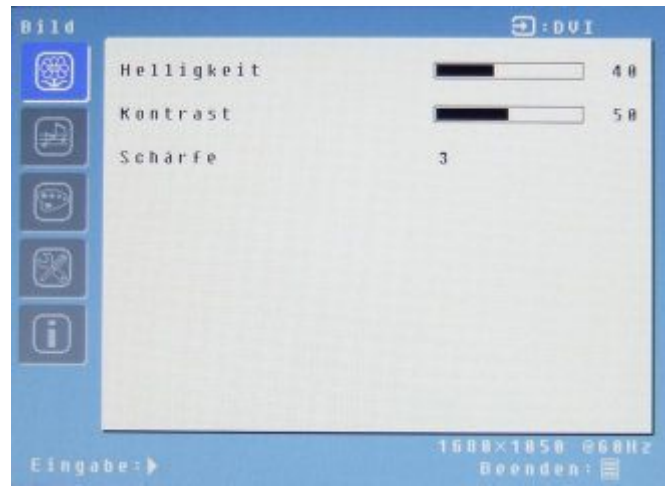 Bild
:DVI
Helligkeit 40
Kontrast 50
Schärfe 3
1680×1050 @60Hz
Eingabe:
Beenden: